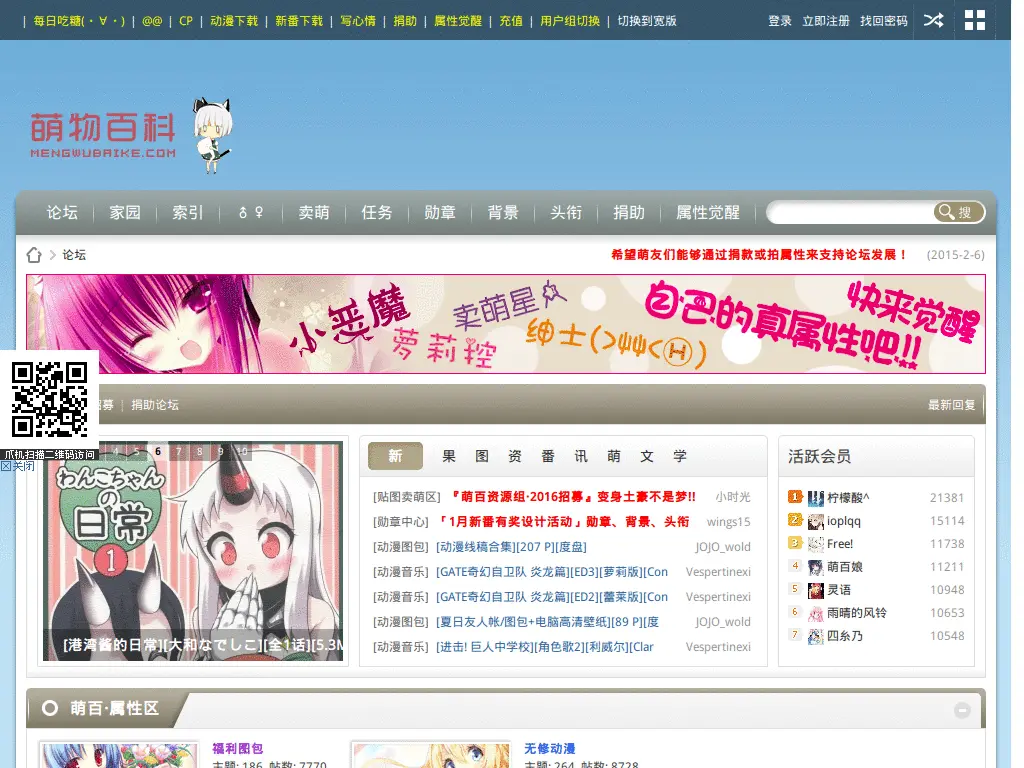 | 每日吃糖(・∀・) | @@ | CP | 动漫下载 | 新番下载 | 写心情 | 捐助 | 属性觉醒 | 充值 | 用户组切换 | 切换到宽版 登录 立即注册 找回密码
萌物百科
MENGWUBAIKE.COM
论坛 家园 索引 ♂♀ 卖萌 任务 勋章 背景 头衔 捐助 属性觉醒 搜
论坛 希望萌友们能够通过捐款或拍属性来支持论坛发展！ (2015-2-6)
小恶魔 卖萌星人 自己的真属性吧!! 快来觉醒
萝莉控 绅士(>艸<H)
募 | 捐助论坛 最新回复
爪机扫描二维码访问
关闭
4 5 6 7 8 9 10
わんこちゃんの日常
1
[港湾酱的日常][大和なでしこ][全1话][5.3M
新 果 图 资 番 讯 萌 文 学
[贴图卖萌区] 『萌百资源组·2016招募』变身土豪不是梦!! 小时光
[勋章中心] 「1月新番有奖设计活动」勋章、背景、头衔 wings15
[动漫图包] [动漫线稿合集][207 P][度盘] JOJO_wold
[动漫音乐] [GATE奇幻自卫队 炎龙篇][ED3][萝莉版][Con Vespertinexi
[动漫音乐] [GATE奇幻自卫队 炎龙篇][ED2][蕾莱版][Con Vespertinexi
[动漫图包] [夏日友人帐/图包+电脑高清壁纸][89 P][度 JOJO_wold
[动漫音乐] [进击! 巨人中学校][角色歌2][利威尔][Clar Vespertinexi
活跃会员
1 柠檬酸^ 21381
2 ioplqq 15114
3 Free! 11738
4 萌百娘 11211
5 灵语 10948
6 雨晴的风铃 10653
7 四糸乃 10548
萌百·属性区
福利图包
主题: 186, 帖数: 7770
无修动漫
主题: 264, 帖数: 8728